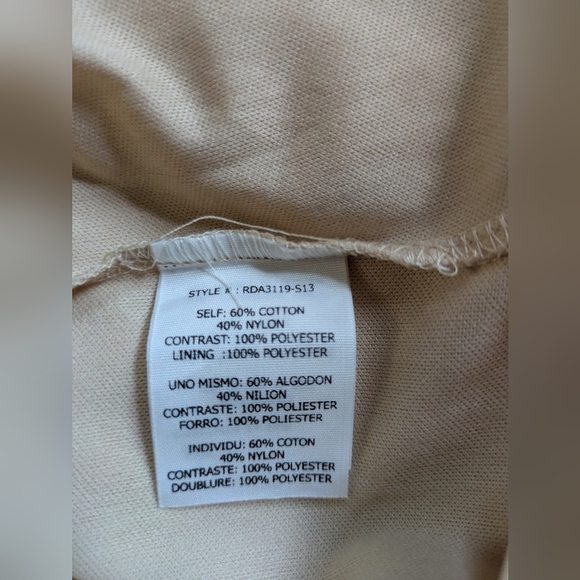 STYLE # : RDA3119-S13
SELF: 60% COTTON
40% NYLON
CONTRAST: 100% POLYESTER
LINING :100% POLYESTER
UNO MISMO: 60% ALGODON
40% NILION
CONTRASTE: 100% POLIESTER
FORRO: 100% POLIESTER
INDIVIDU: 60% COTON
40% NYLON
CONTRASTE: 100% POLYESTER
DOUBLURE: 100% POLYESTER